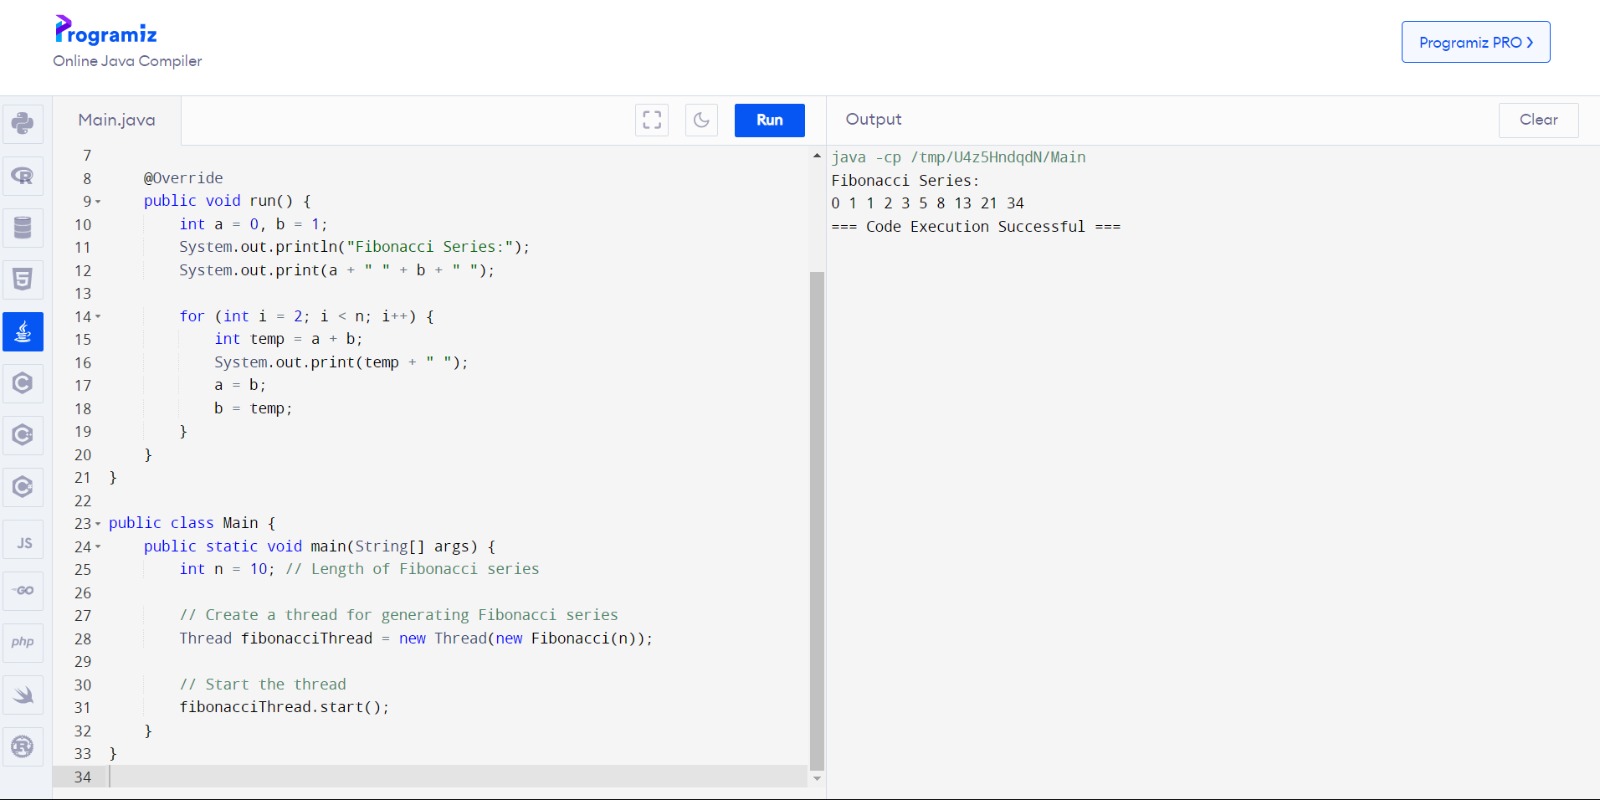 Programiz
Online Java Compiler
Programiz PRO ❯
Main.java
Run
7
8     @Override
9     public void run() {
10         int a = 0, b = 1;
11         System.out.println("Fibonacci Series:");
12         System.out.print(a + " " + b + " ");
13
14         for (int i = 2; i < n; i++) {
15             int temp = a + b;
16             System.out.print(temp + " ");
17             a = b;
18             b = temp;
19         }
20     }
21 }
22
23 public class Main {
24     public static void main(String[] args) {
25         int n = 10; // Length of Fibonacci series
26
27         // Create a thread for generating Fibonacci series
28         Thread fibonacciThread = new Thread(new Fibonacci(n));
29
30         // Start the thread
31         fibonacciThread.start();
32     }
33 }
34
Output
Clear
java -cp /tmp/U4z5HndqdN/Main
Fibonacci Series:
0 1 1 2 3 5 8 13 21 34
=== Code Execution Successful ===
R
5
C
C
C
JS
GO
php
R